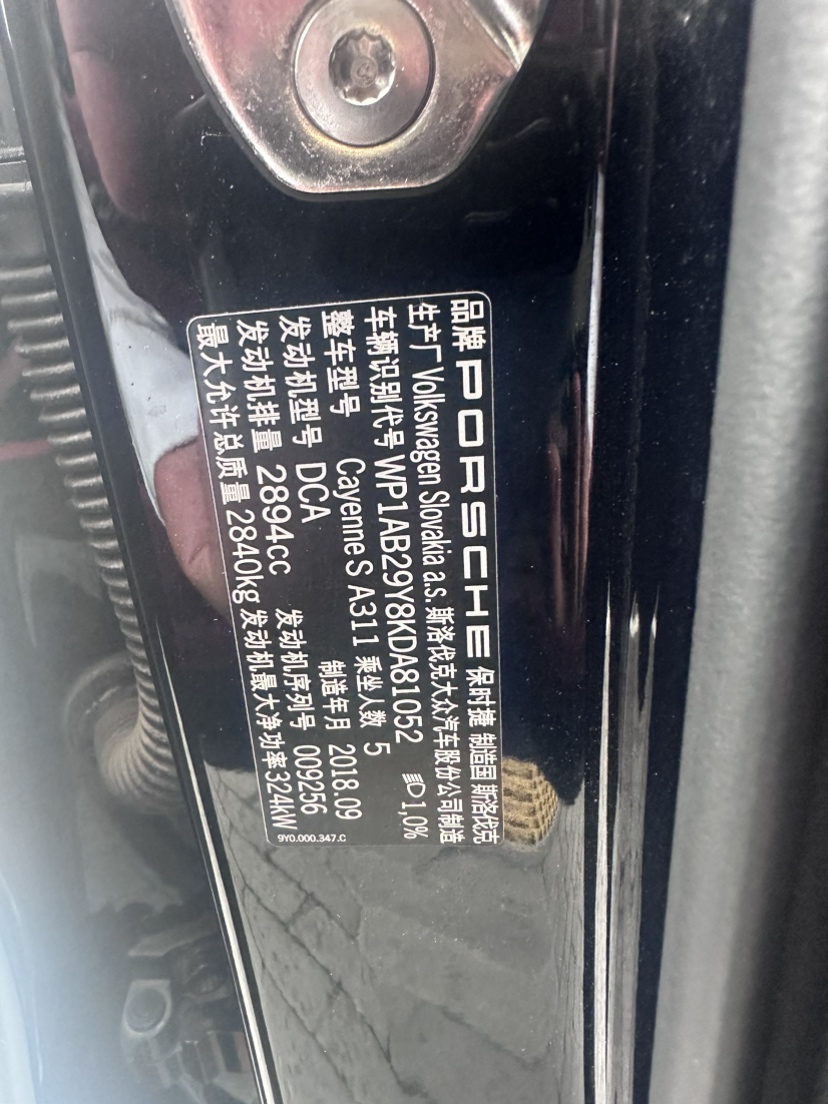 品牌 PORSCHE 保时捷 制造国 斯洛伐克
生产厂 Volkswagen Slovakia a.s. 斯洛伐克大众汽车股份公司制造
车辆识别代号 WP1AB29Y8KDA81052 1,0%
整车型号 Cayenne S A311 乘坐人数 5
发动机型号 DCA 制造年月 2018.09
发动机排量 2894cc 发动机序列号 009256
最大允许总质量 2840kg 发动机最大净功率 324kW
9Y0.000.347.C